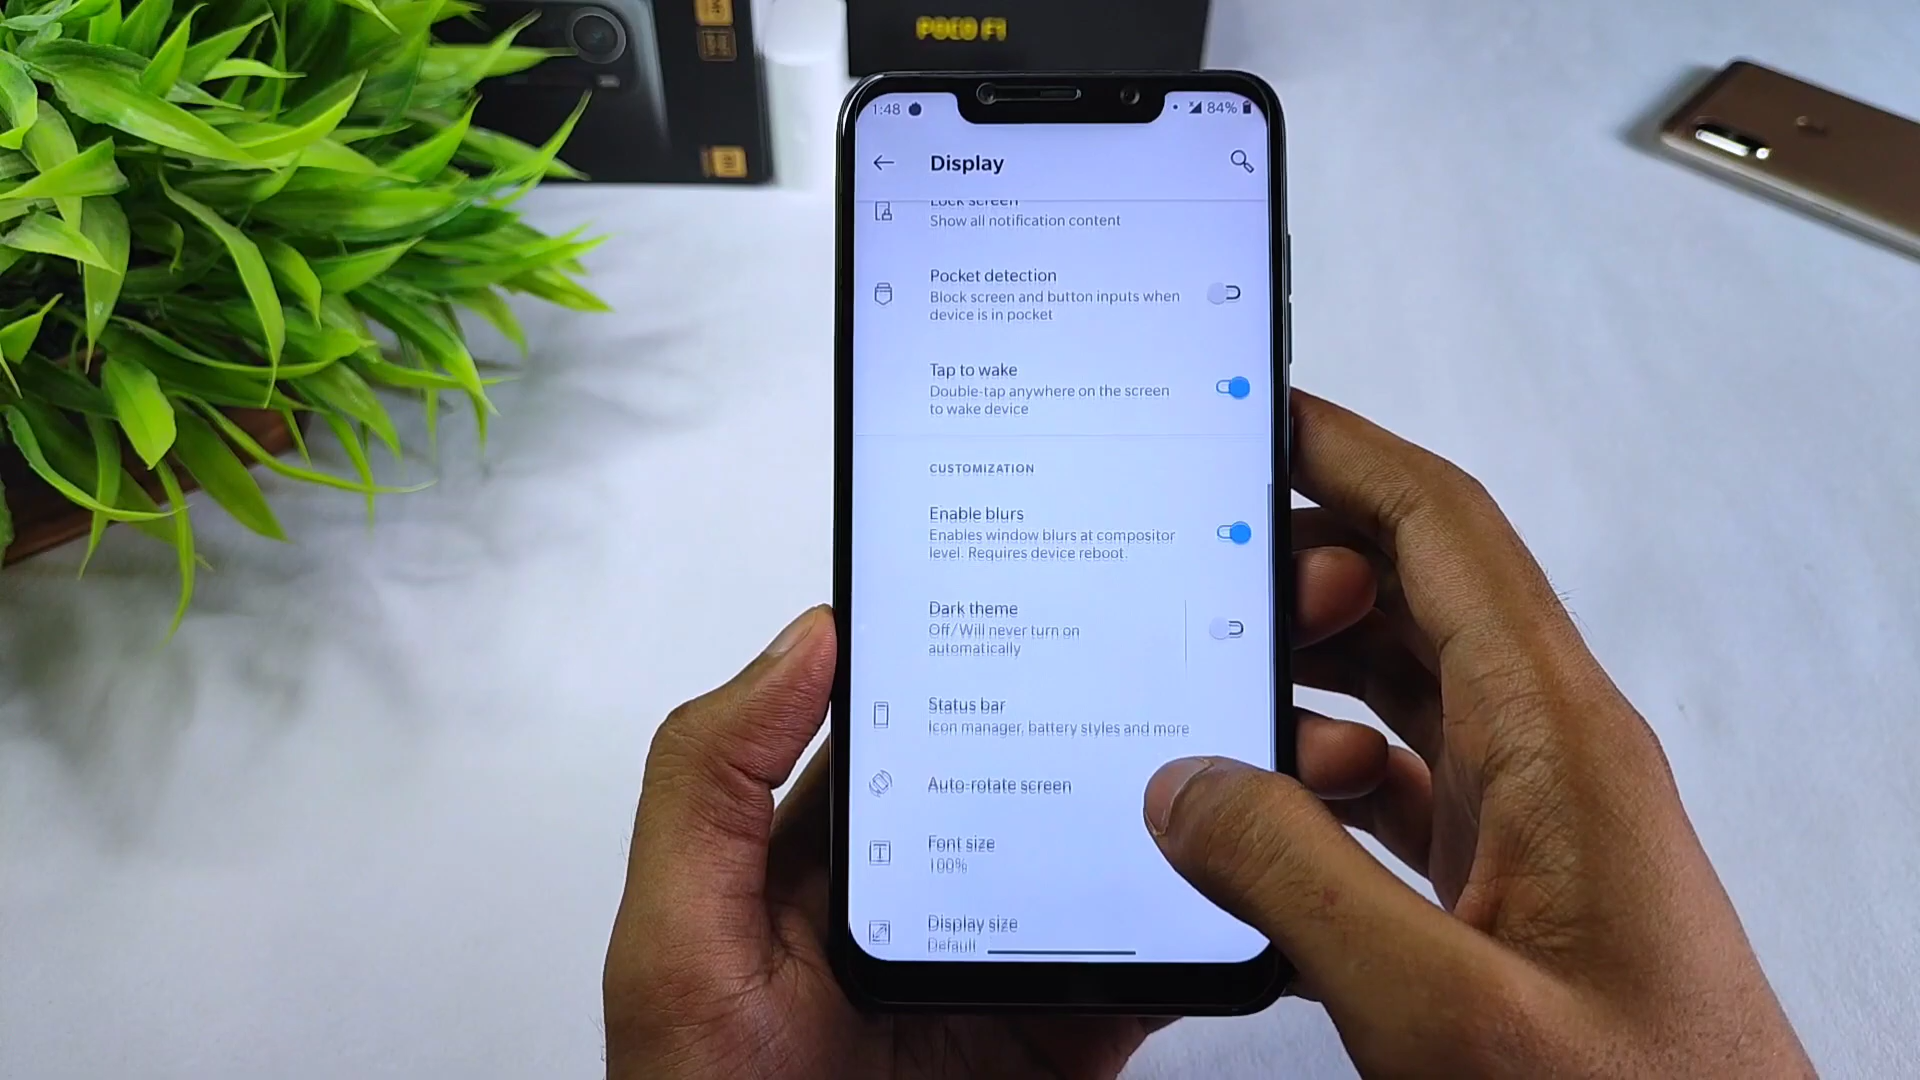 POCO F1
1:48
84%
Display
Lock screen
Show all notification content
Pocket detection
Block screen and button inputs when
device is in pocket
Tap to wake
Double-tap anywhere on the screen
to wake device
CUSTOMIZATION
Enable blurs
Enables window blurs at compositor
level. Requires device reboot.
Dark theme
Off/Will never turn on
automatically
Status bar
Icon manager, battery styles and more
Auto-rotate screen
Font size
100%
Display size
Default